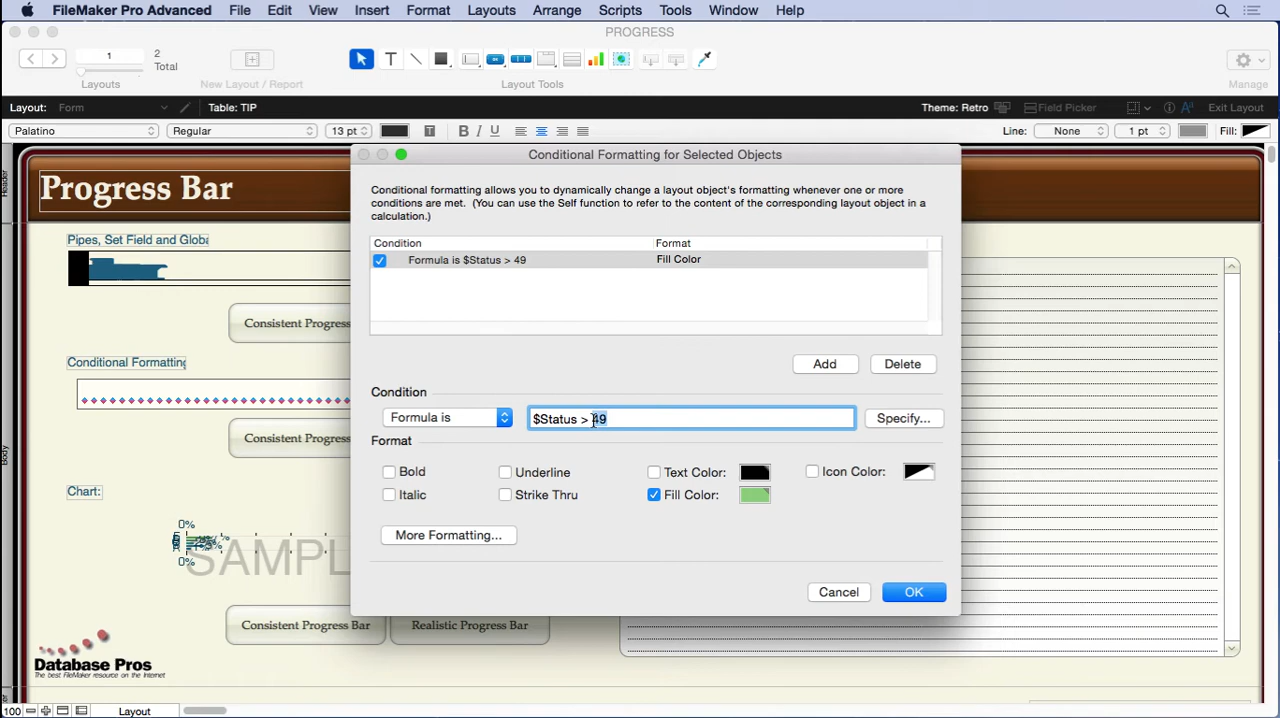 FileMaker Pro Advanced File Edit View Insert Format Layouts Arrange Scripts Tools Window Help
PROGRESS
1
2
Total
Layouts
New Layout / Report
Layout Tools
Manage
Layout: Form
Table: TIP
Theme: Retro
Field Picker
Exit Layout
Palatino
Regular
13 pt
B I U
Line:
None
1 pt
Fill:
Header
Progress Bar
Body
Pipes, Set Field and Globa
Consistent Progres
Conditional Formatting
Consistent Progres
Chart:
0%
0%
SAMPL
Consistent Progress Bar
Realistic Progress Bar
Database Pros
The best FileMaker resource on the Internet
100
Layout
Conditional Formatting for Selected Objects
Conditional formatting allows you to dynamically change a layout object's formatting whenever one or more
conditions are met. (You can use the Self function to refer to the content of the corresponding layout object in a
calculation.)
Condition
Format
Formula is $Status > 49
Fill Color
Add
Delete
Condition
Formula is
$Status > 49
Specify...
Format
Bold
Underline
Text Color:
Icon Color:
Italic
Strike Thru
Fill Color:
More Formatting...
Cancel
OK